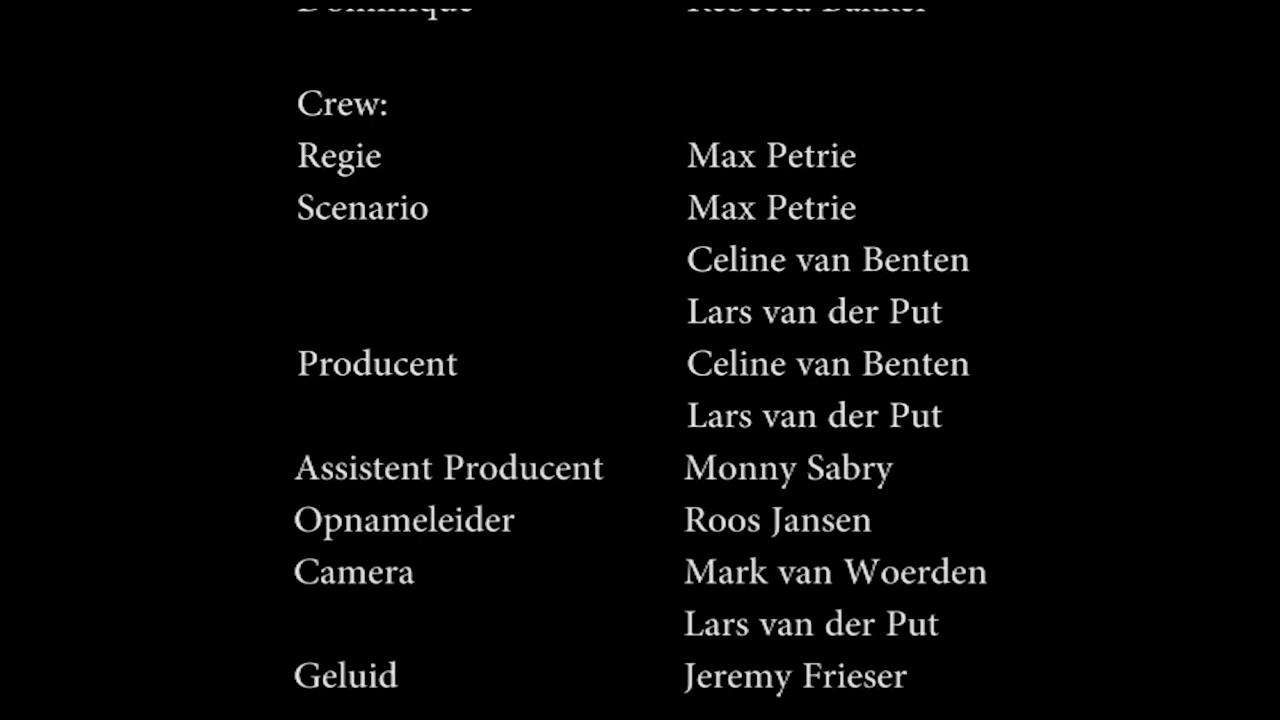 Crew:
Regie Max Petrie
Scenario Max Petrie
Celine van Benten
Lars van der Put
Producent Celine van Benten
Lars van der Put
Assistent Producent Monny Sabry
Opnameleider Roos Jansen
Camera Mark van Woerden
Lars van der Put
Geluid Jeremy Frieser